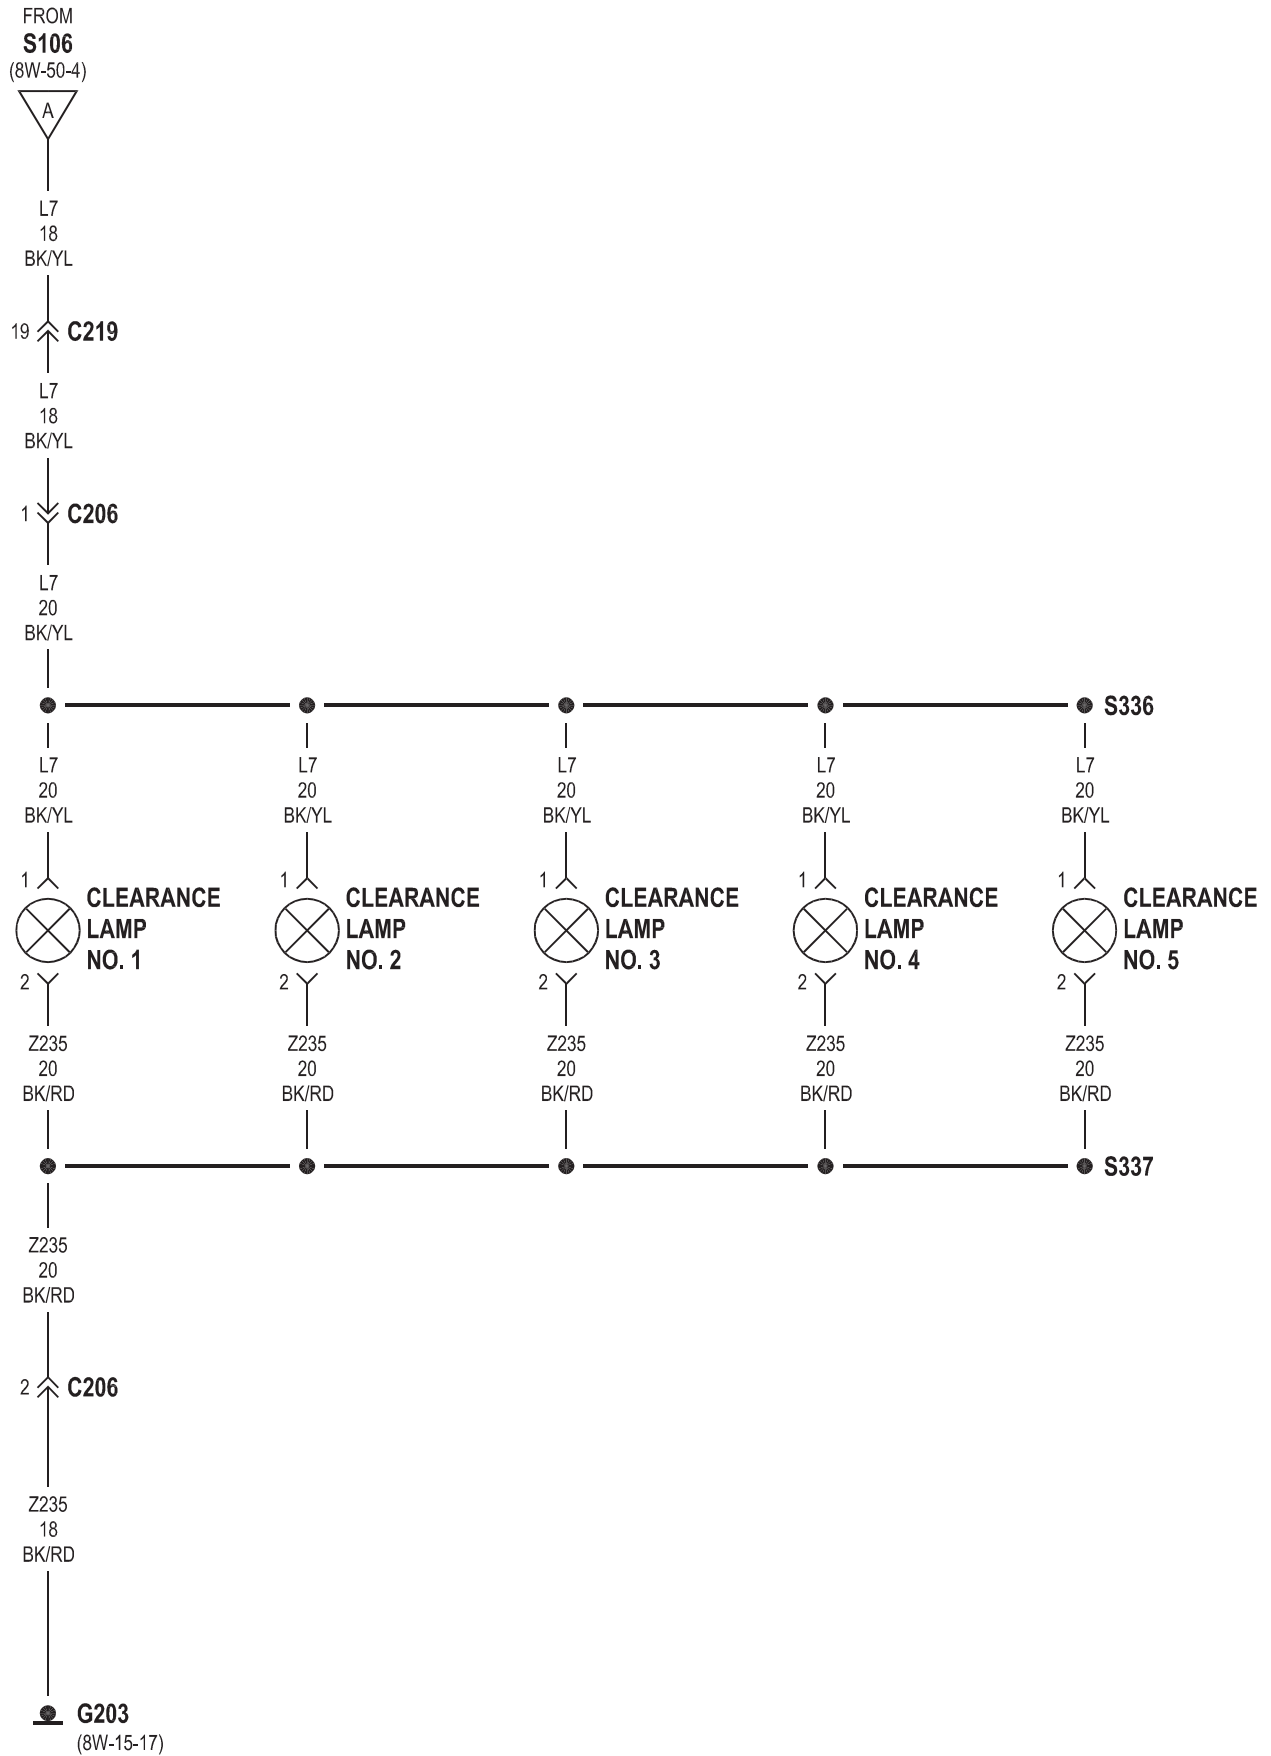 FROM
S106
(8W-50-4)
A
L7
18
BK/YL
19 C219
L7
18
BK/YL
1 C206
L7
20
BK/YL
S336
L7 L7 L7 L7 L7
20 20 20 20 20
BK/YL BK/YL BK/YL BK/YL BK/YL
1 1 1 1 1
CLEARANCE CLEARANCE CLEARANCE CLEARANCE CLEARANCE
LAMP LAMP LAMP LAMP LAMP
NO. 1 NO. 2 NO. 3 NO. 4 NO. 5
2 2 2 2 2
Z235 Z235 Z235 Z235 Z235
20 20 20 20 20
BK/RD BK/RD BK/RD BK/RD BK/RD
S337
Z235
20
BK/RD
2 C206
Z235
18
BK/RD
G203
(8W-15-17)